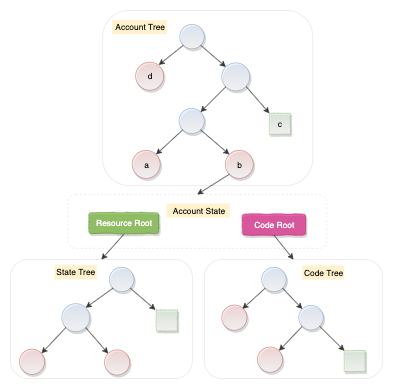 Account Tree
d
c
a
b
Account State
Resource Root
Code Root
State Tree
Code Tree